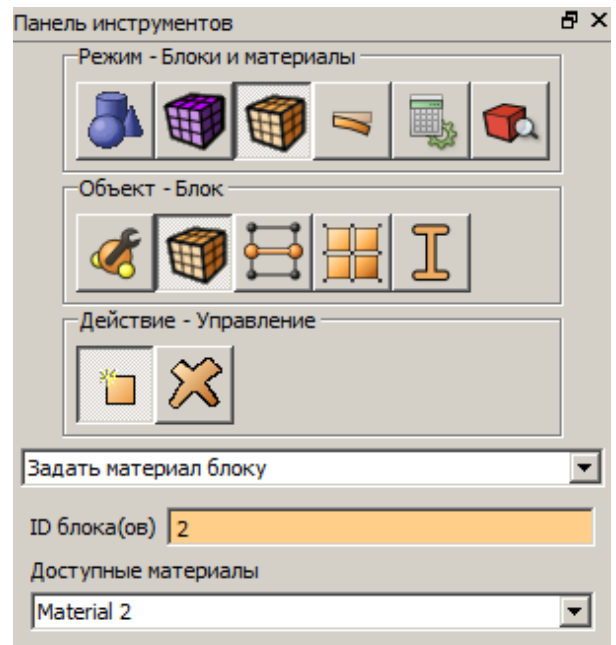 Панель инструментов
Режим - Блоки и материалы
Объект - Блок
Действие - Управление
Задать материал блоку
ID блока(ов) 2
Доступные материалы
Material 2